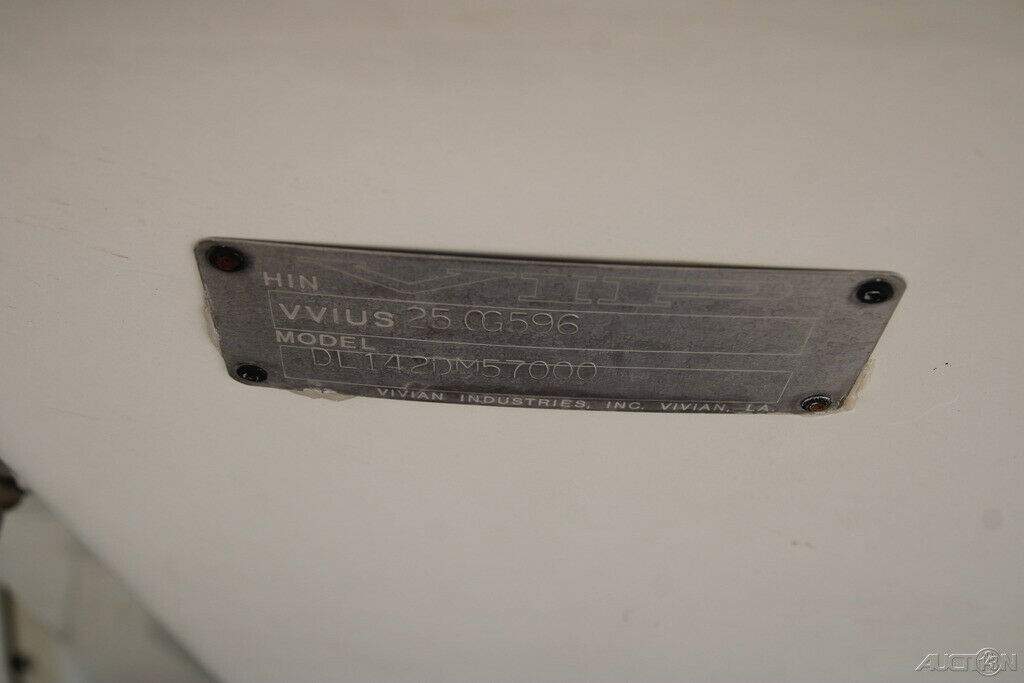 VIP
HIN
VVIUS 25 CG596
MODEL
DL142DM57000
VIVIAN INDUSTRIES, INC. VIVIAN, LA.
AUCTION